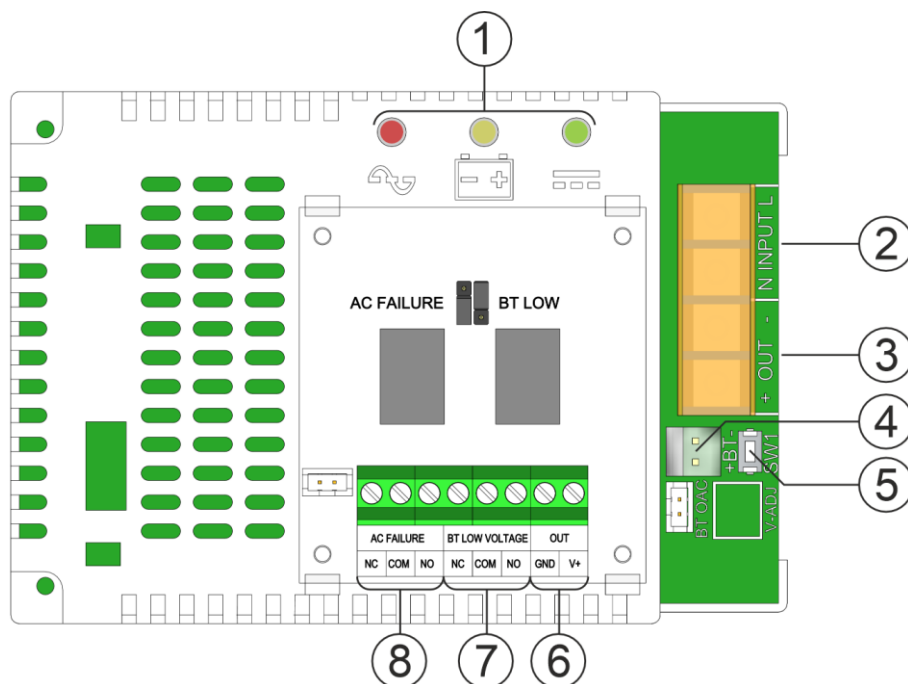 1
AC FAILURE BT LOW
AC FAILURE BT LOW VOLTAGE OUT
NC COM NO NC COM NO GND V+
N INPUT L
+ OUT -
+BT-
SW1
BT OAC
V-ADJ
2
3
4
5
8 7 6